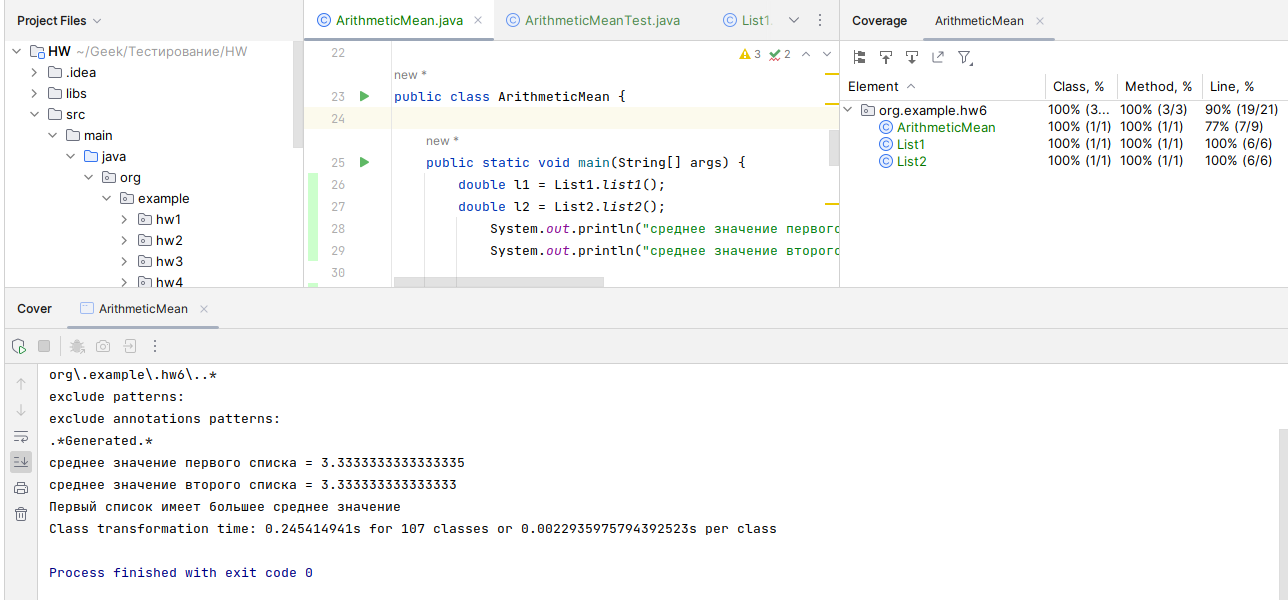 Project Files
HW ~/Geek/Тестирование/HW
.idea
libs
src
main
java
org
example
hw1
hw2
hw3
hw4
ArithmeticMean.java
ArithmeticMeanTest.java
List1.
3 2
22
new *
23 public class ArithmeticMean {
24
new *
25 public static void main(String[] args) {
26 double l1 = List1.list1();
27 double l2 = List2.list2();
28 System.out.println("среднее значение первого
29 System.out.println("среднее значение второго
30
Coverage ArithmeticMean
Element Class, % Method, % Line, %
org.example.hw6 100% (3... 100% (3/3) 90% (19/21)
ArithmeticMean 100% (1/1) 100% (1/1) 77% (7/9)
List1 100% (1/1) 100% (1/1) 100% (6/6)
List2 100% (1/1) 100% (1/1) 100% (6/6)
Cover ArithmeticMean
org\.example\.hw6\..*
exclude patterns:
exclude annotations patterns:
.*Generated.*
среднее значение первого списка = 3.3333333333333335
среднее значение второго списка = 3.333333333333333
Первый список имеет большее среднее значение
Class transformation time: 0.245414941s for 107 classes or 0.0022935975794392523s per class
Process finished with exit code 0